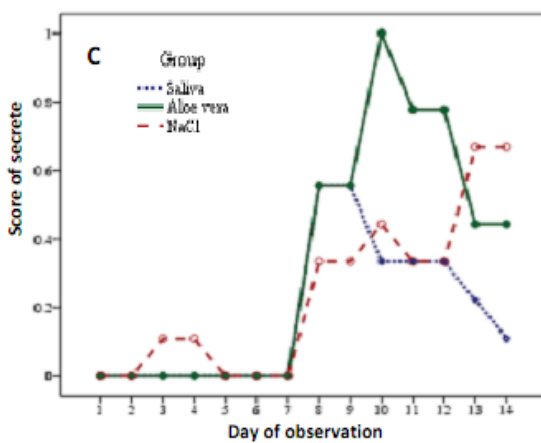 C
Group
Saliva
Aloe vera
NaCl
Score of secrete
1
0.8
0.6
0.4
0.2
0
1 2 3 4 5 6 7 8 9 10 11 12 13 14
Day of observation